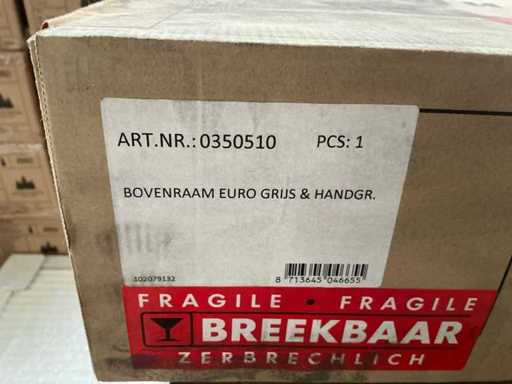 ART.NR.: 0350510 PCS: 1
BOVENRAAM EURO GRIJS & HANDGR.
102079132
8 713645 046655
FRAGILE • FRAGILE
BREEKBAAR
ZERBRECHLICH